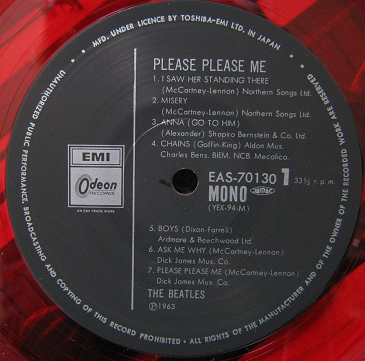 • MFD. UNDER LICENCE BY TOSHIBA-EMI LTD. IN JAPAN •
UNAUTHORIZED PUBLIC PERFORMANCE, BROADCASTING AND COPYING OF THIS RECORD PROHIBITED • ALL RIGHTS OF THE MANUFACTURER AND OF THE OWNER OF THE RECORDED WORK ARE RESERVED
PLEASE PLEASE ME
1. I SAW HER STANDING THERE
(McCartney-Lennon) Northern Songs Ltd.
2. MISERY
(McCartney-Lennon) Northern Songs Ltd.
3. ANNA (GO TO HIM)
(Alexander) Shapiro Bernstein & Co. Ltd.
4. CHAINS (Goffin-King) Aldon Mus.
Charles Bens. BIEM. NCB. Mecolico.
EMI
Odeon
RECORDS
AN EMI TRADE MARK
EAS-70130 1 33⅓ r.p.m.
MONO
(YEX-94-M)
5. BOYS (Dixon-Farrell)
Ardmore & Beechwood Ltd.
6. ASK ME WHY (McCartney-Lennon)
Dick James Mus. Co.
7. PLEASE PLEASE ME (McCartney-Lennon)
Dick James Mus. Co.
THE BEATLES
Ⓟ1963